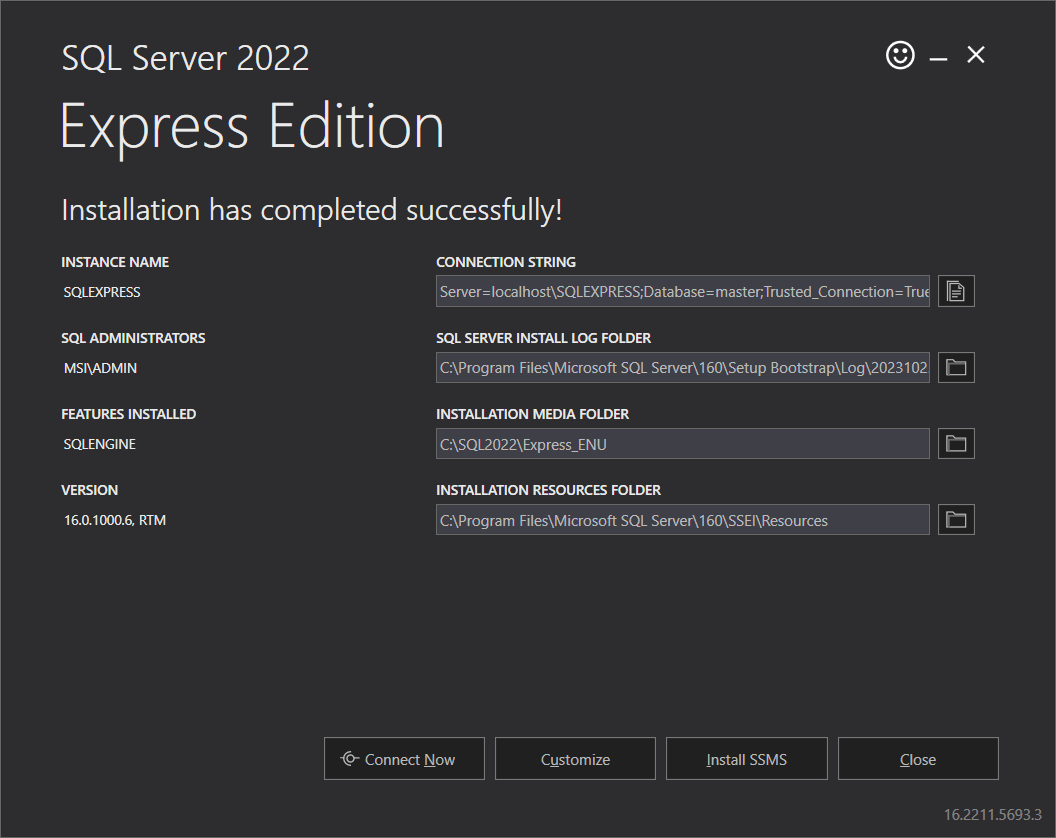 SQL Server 2022
Express Edition
Installation has completed successfully!
INSTANCE NAME
SQLEXPRESS
CONNECTION STRING
Server=localhost\SQLEXPRESS;Database=master;Trusted_Connection=True
SQL ADMINISTRATORS
MSI\ADMIN
SQL SERVER INSTALL LOG FOLDER
C:\Program Files\Microsoft SQL Server\160\Setup Bootstrap\Log\2023102
FEATURES INSTALLED
SQLENGINE
INSTALLATION MEDIA FOLDER
C:\SQL2022\Express_ENU
VERSION
16.0.1000.6, RTM
INSTALLATION RESOURCES FOLDER
C:\Program Files\Microsoft SQL Server\160\SSEI\Resources
Connect Now
Customize
Install SSMS
Close
16.2211.5693.3